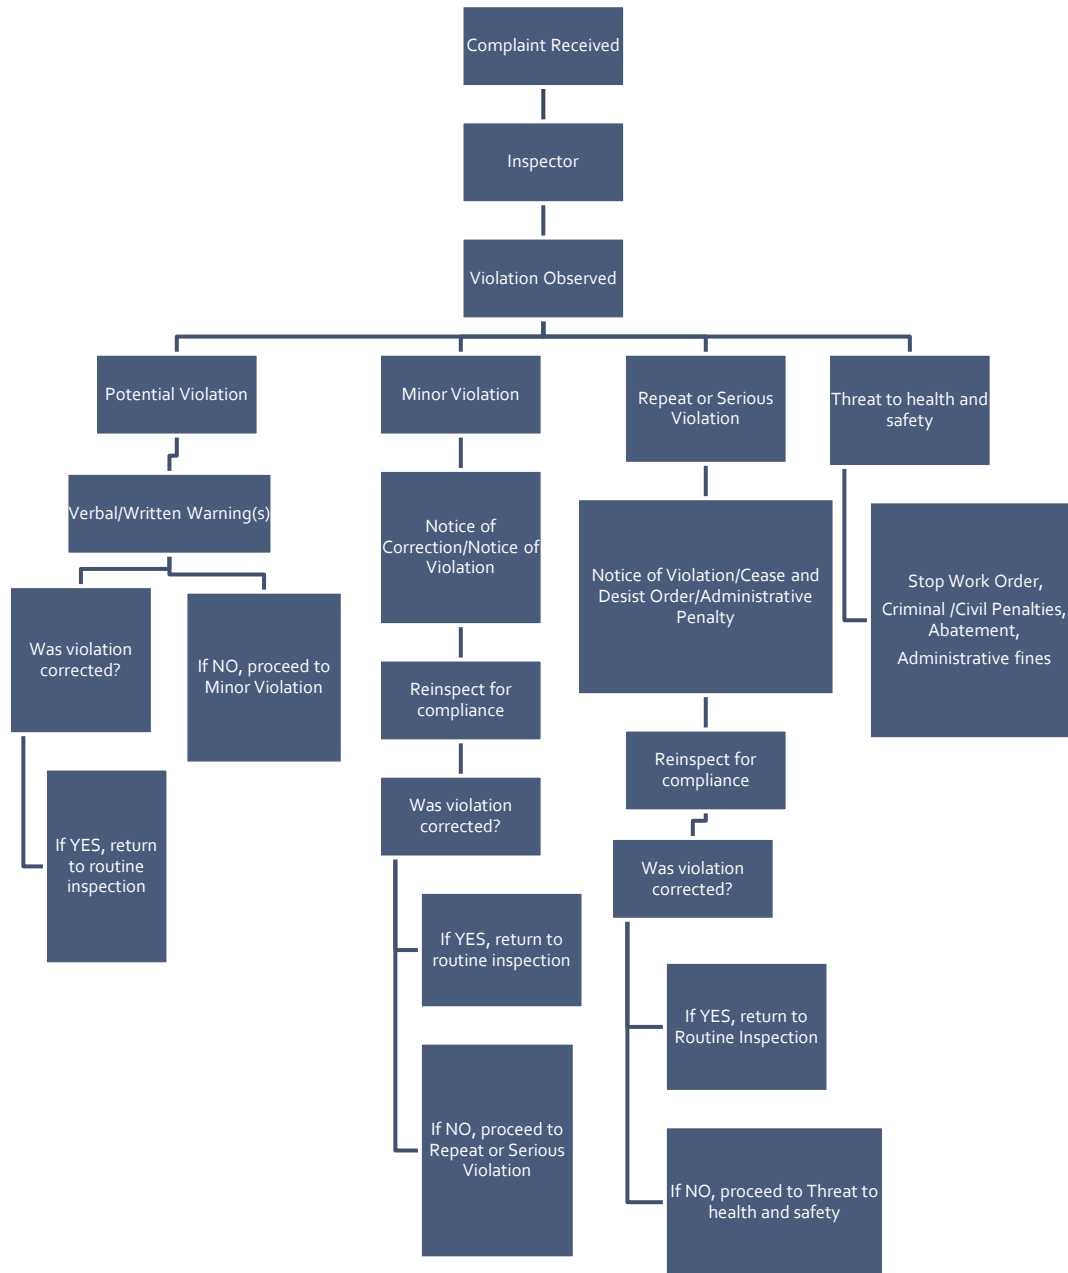 Complaint Received
Inspector
Violation Observed
Potential Violation
Verbal/Written Warning(s)
Was violation
corrected?
If YES, return
to routine
inspection
If NO, proceed to
Minor Violation
Minor Violation
Notice of
Correction/Notice of
Violation
Reinspect for
compliance
Was violation
corrected?
If YES, return to
routine inspection
If NO, proceed to
Repeat or Serious
Violation
Repeat or Serious
Violation
Notice of Violation/Cease and
Desist Order/Administrative
Penalty
Reinspect for
compliance
Was violation
corrected?
If YES, return to
Routine Inspection
If NO, proceed to Threat to
health and safety
Threat to health and
safety
Stop Work Order,
Criminal /Civil Penalties,
Abatement,
Administrative fines